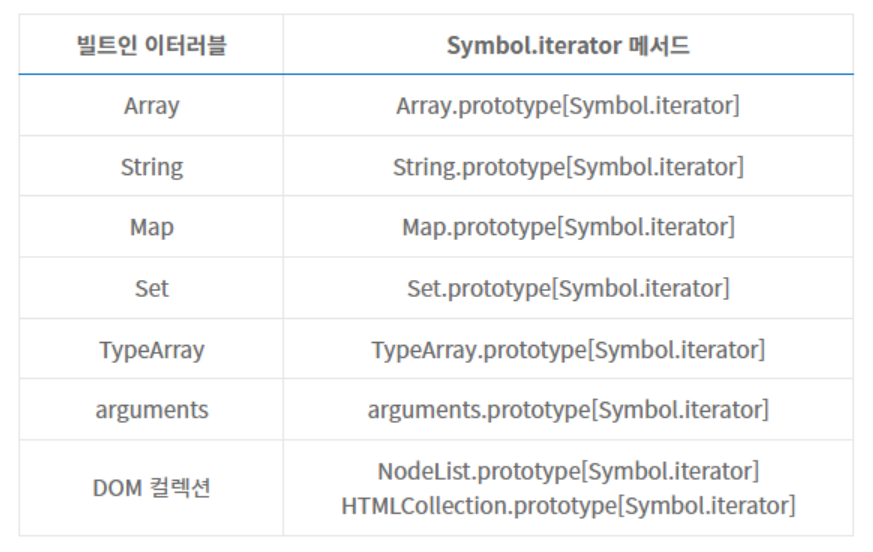 빌트인 이터러블 Symbol.iterator 메서드
Array Array.prototype[Symbol.iterator]
String String.prototype[Symbol.iterator]
Map Map.prototype[Symbol.iterator]
Set Set.prototype[Symbol.iterator]
TypeArray TypeArray.prototype[Symbol.iterator]
arguments arguments.prototype[Symbol.iterator]
DOM 컬렉션 NodeList.prototype[Symbol.iterator]
HTMLCollection.prototype[Symbol.iterator]